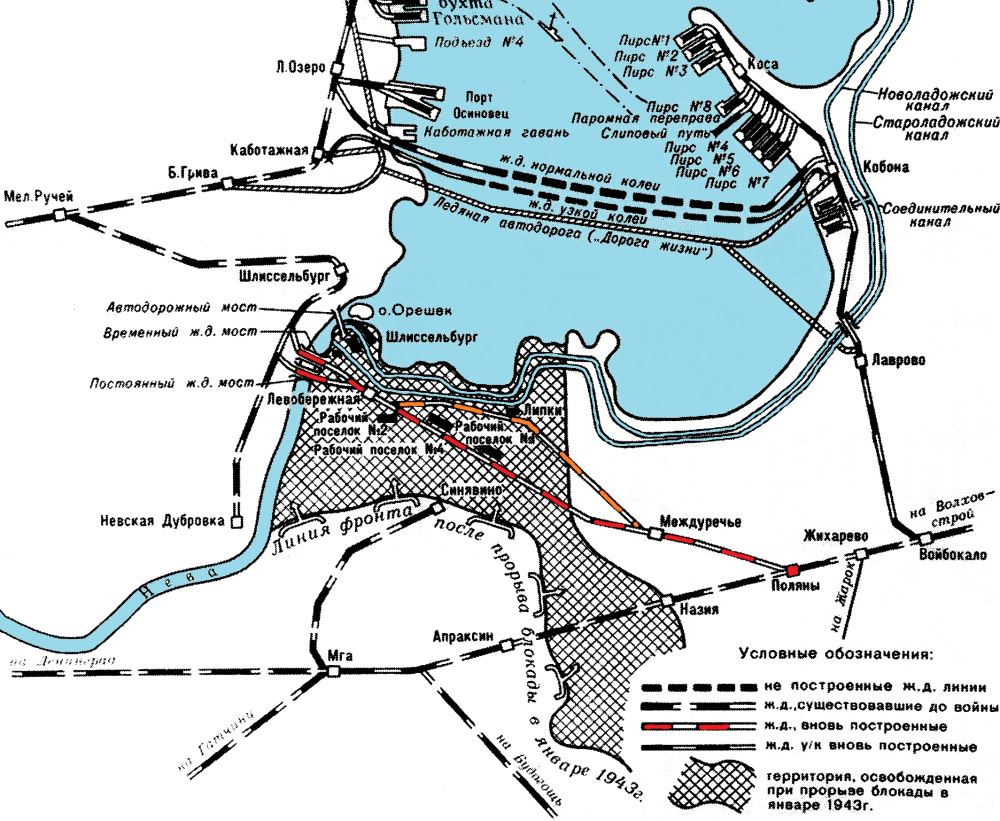 бухта
Гольсмана
Подъезд №4
Л.Озеро
Порт
Осиновец
Каботажная гавань
Каботажная
Б.Грива
Мел.Ручей
Пирс№1
Пирс №2
Пирс №3
Коса
Пирс №8
Паромная переправа
Слиповый путь
Пирс №4
Пирс №5
Пирс №6
Пирс №7
Новоладожский
канал
Староладожский
канал
Кобона
Соединительный
канал
ж.д. нормальной колеи
ж.д. узкой колеи
Ледяная автодорога („Дорога жизни")
Шлиссельбург
Автодорожный мост
о.Орешек
Временный ж.д. мост
Шлиссельбург
Постоянный ж.д. мост
Левобережная
Лаврово
Липки
Рабочий
поселок №2
Рабочий
поселок №1
Рабочий поселок №4
Синявино
Невская Дубровка
Линия фронта после прорыва блокады в январе 1943г.
Междуречье
на Волхов-
строй
Жихарево
Войбокало
Поляны
на Жарок
Нева
Назия
Апраксин
Мга
на Ленинград
на Гатчину
на Будогощь
Условные обозначения:
не построенные ж.д. линии
ж.д.,существовавшие до войны
ж.д., вновь построенные
ж.д. у/к вновь построенные
территория, освобожденная
при прорыве блокады в
январе 1943г.